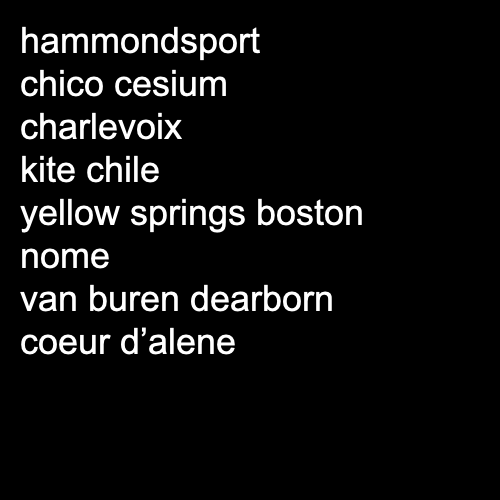 hammondsport
chico cesium
charlevoix
kite chile
yellow springs boston
nome
van buren dearborn
coeur d’alene